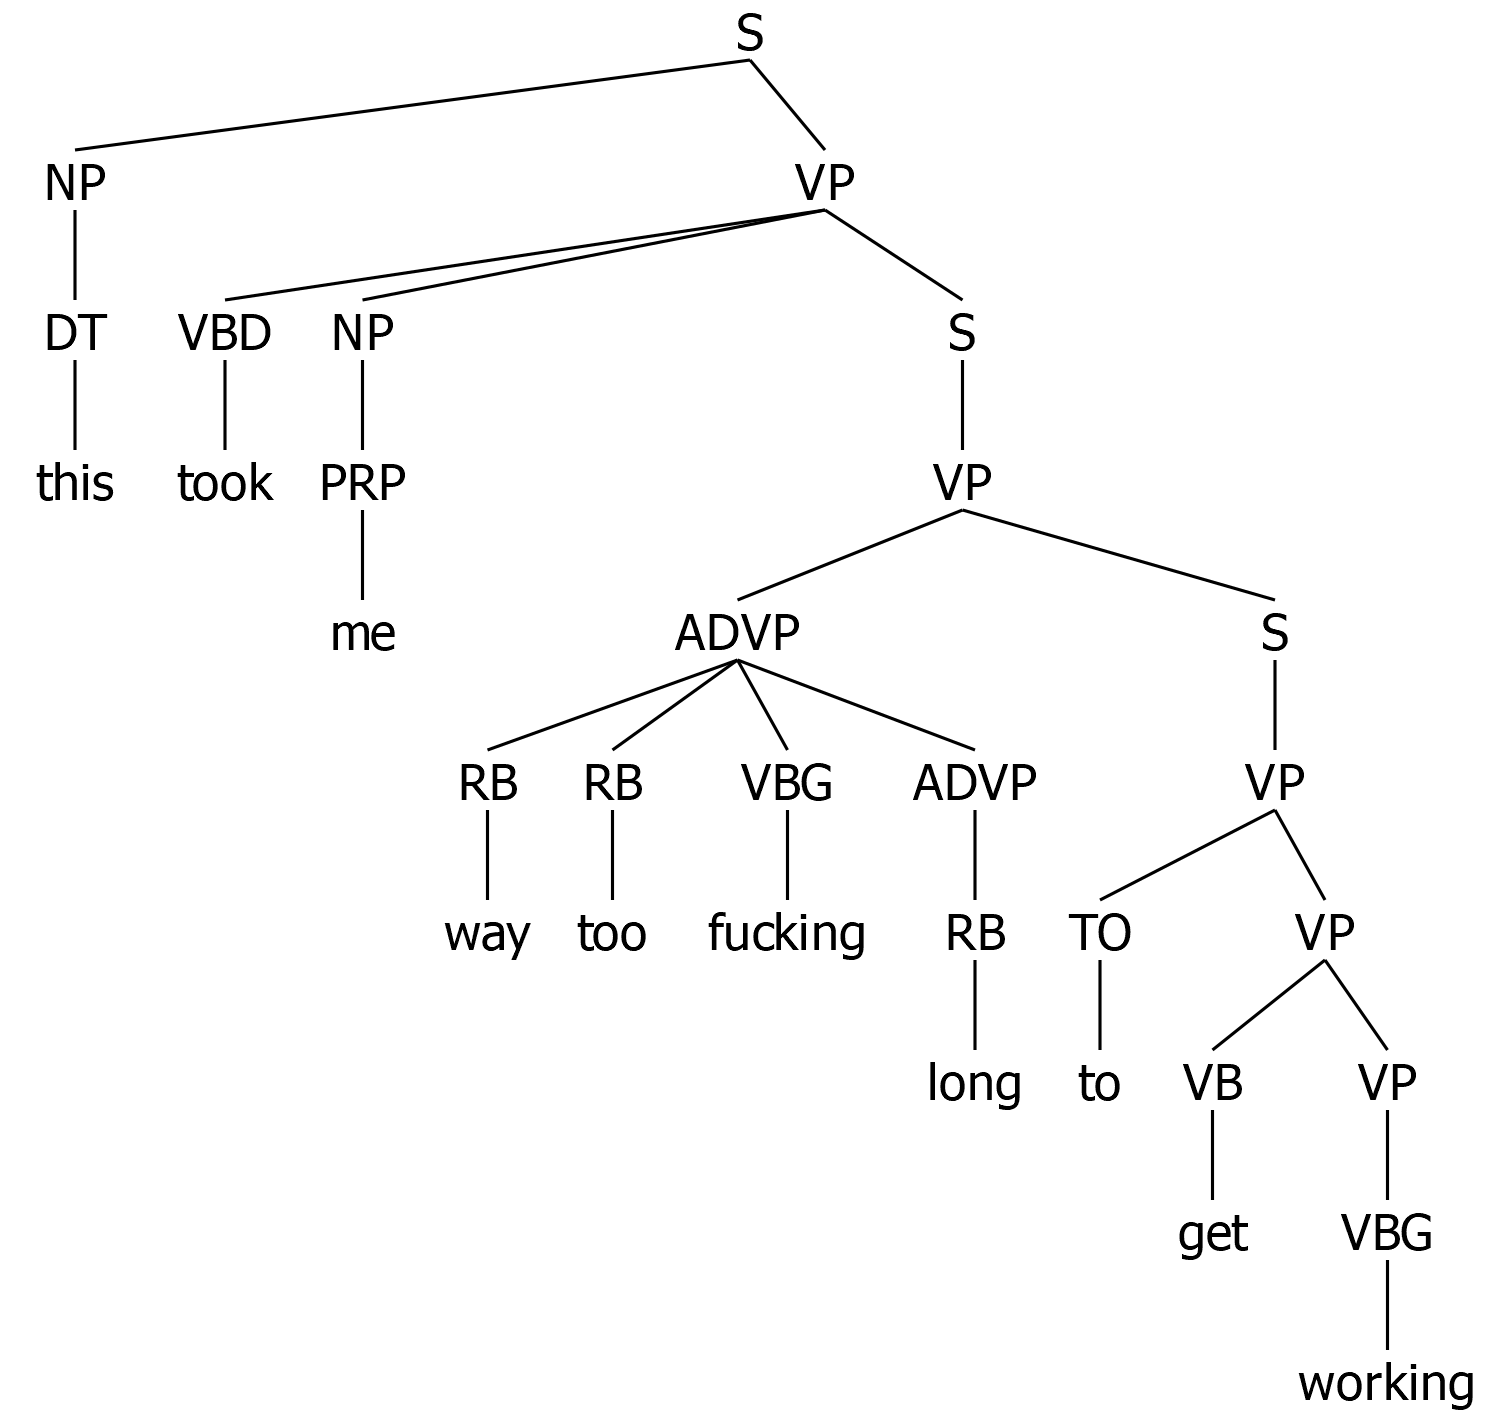 S
NP VP
DT VBD NP S
this took PRP VP
me ADVP S
RB RB VBG ADVP VP
way too fucking RB TO VP
long to VB VP
get VBG
working